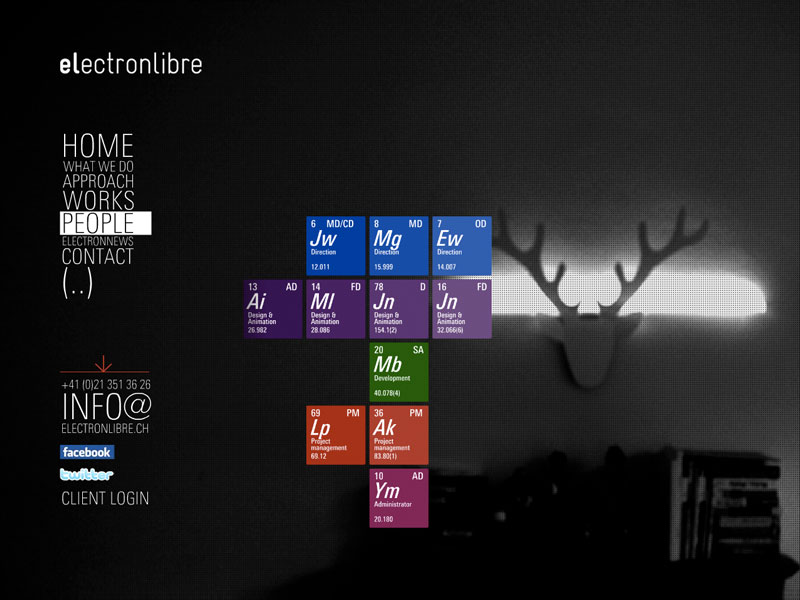 electronlibre
HOME
WHAT WE DO
APPROACH
WORKS
PEOPLE
ELECTRONNEWS
CONTACT
(..)
+41 (0)21 351 36 26
INFO@
ELECTRONLIBRE.CH
facebook
twitter
CLIENT LOGIN
6 MD/CD
Jw
Direction
12.011
8 MD
Mg
Direction
15.999
7 OD
Ew
Direction
14.007
13 AD
Ai
Design &
Animation
26.982
14 FD
Ml
Design &
Animation
28.086
78 D
Jn
Design &
Animation
154.1(2)
16 FD
Jn
Design &
Animation
32.066(6)
20 SA
Mb
Development
40.078(4)
69 PM
Lp
Project
management
69.12
36 PM
Ak
Project
management
83.80(1)
10 AD
Ym
Administrator
20.180